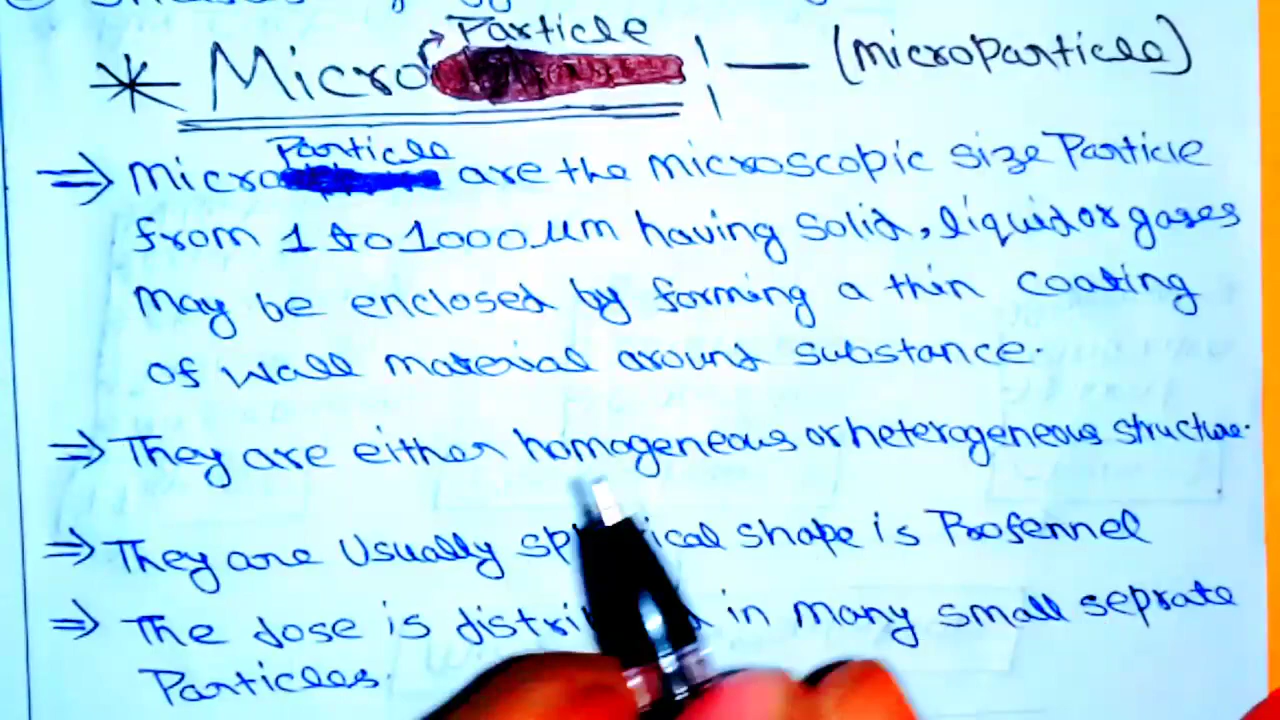 Particle
* Micro :— (microparticle)
Particle
⇒ micro are the microscopic size Particle
from 1 to 1000 um having solid, liquid or gases
may be enclosed by forming a thin coating
of wall material around substance.
⇒ They are either homogeneous or heterogeneous structure.
⇒ They are Usually sp ical shape is Profennel
⇒ The dose is distri in many small seprate
Particles.